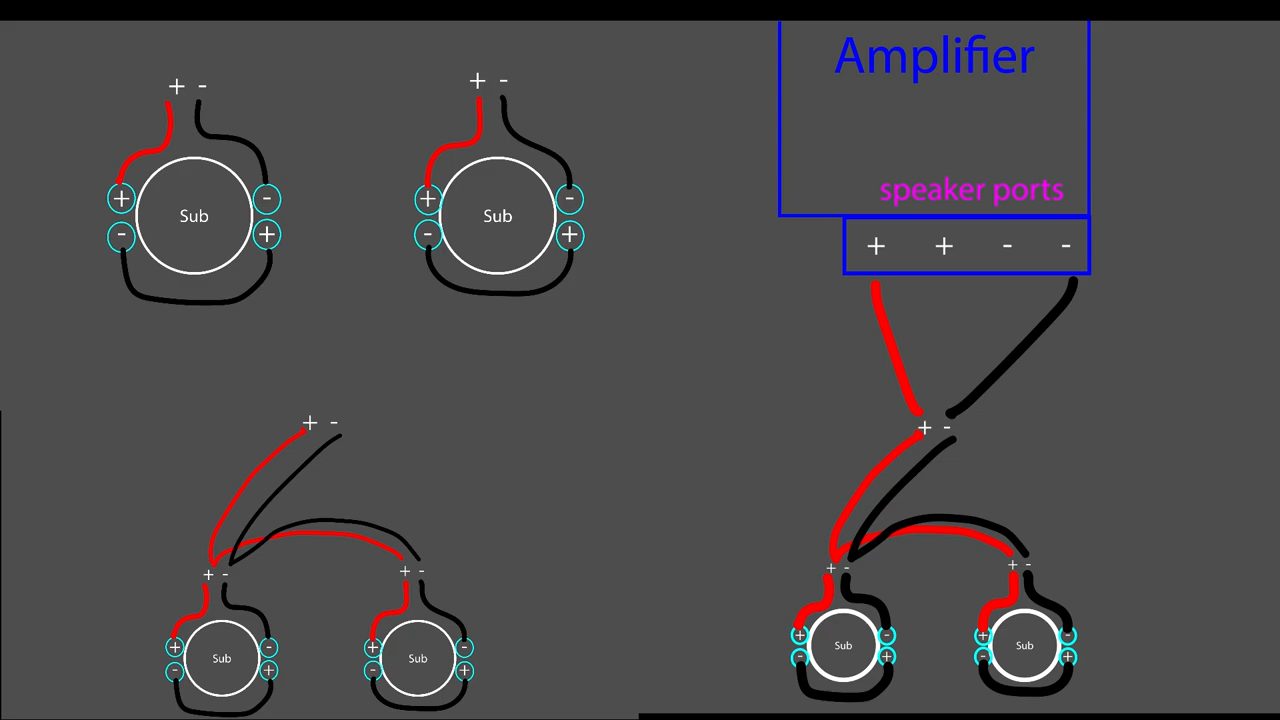 + -
+ -
Amplifier
+ Sub -
- +
+ Sub -
- +
speaker ports
+ + - -
+ -
+ -
+ -
+ -
+ -
+ -
+ -
- Sub +
+ -
- Sub +
+ -
- Sub +
+ -
- Sub +